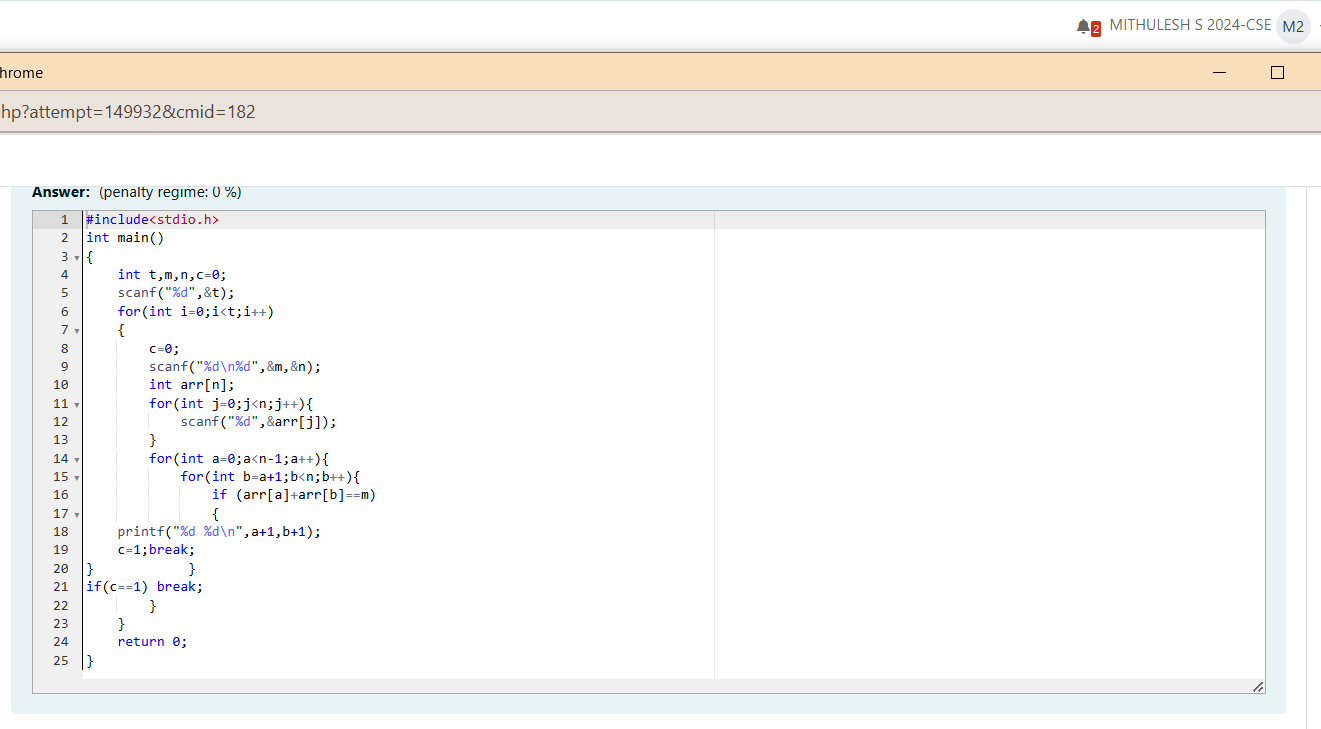 2 MITHULESH S 2024-CSE M2
hrome
hp?attempt=149932&cmid=182
Answer: (penalty regime: 0 %)
1 #include<stdio.h>
2 int main()
3 {
4     int t,m,n,c=0;
5     scanf("%d",&t);
6     for(int i=0;i<t;i++)
7     {
8         c=0;
9         scanf("%d\n%d",&m,&n);
10         int arr[n];
11         for(int j=0;j<n;j++){
12             scanf("%d",&arr[j]);
13         }
14         for(int a=0;a<n-1;a++){
15             for(int b=a+1;b<n;b++){
16                 if (arr[a]+arr[b]==m)
17                 {
18     printf("%d %d\n",a+1,b+1);
19     c=1;break;
20 }            }
21 if(c==1) break;
22         }
23     }
24     return 0;
25 }